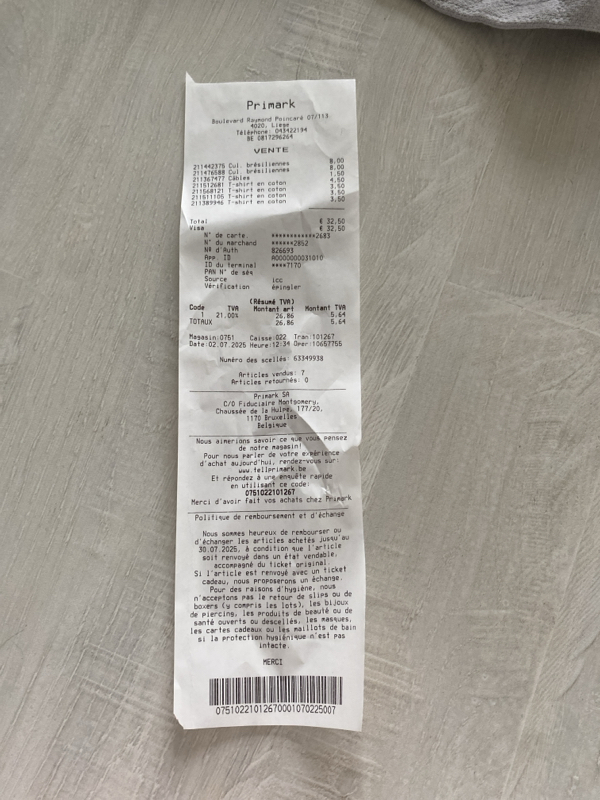 Primark
Boulevard Raymond Poincaré 07/113
4020, Liège
Téléphone: 043422194
BE 0817296264
VENTE
211442375 Cul. brésiliennes 8,00
211476588 Cul. brésiliennes 8,00
211367477 Câbles 1,50
211512681 T-shirt en coton 4,50
211568121 T-shirt en coton 3,50
211511105 T-shirt en coton 3,50
211389946 T-shirt en coton 3,50
Total € 32,50
Visa € 32,50
N° de carte. ************2683
N° du marchand ******2852
Nº d'Auth 826693
App. ID A0000000031010
ID du terminal ****7170
PAN N° de séq
Source icc
Vérification épingler
(Résumé TVA)
Code TVA Montant art Montant TVA
1 21.00% 26,86 5,64
TOTAUX 26,86 5,64
Magasin:0751 Caisse:022 Tran:101267
Date:02.07.2025 Heure:12:34 Oper:10657755
Numéro des scellés: 63349938
Articles vendus: 7
Articles retournés: 0
Primark SA
C/O Fiduciaire Montgomery,
Chaussée de la Hulpe, 177/20,
1170 Bruxelles
Belgique
Nous aimerions savoir ce que vous pensez
de notre magasin!
Pour nous parler de votre expérience
d'achat aujourd'hui, rendez-vous sur:
www.tellprimark.be
Et répondez à une enquête rapide
en utilisant ce code:
0751022101267
Merci d'avoir fait vos achats chez Primark
Politique de remboursement et d'échange
Nous sommes heureux de rembourser ou
d'échanger les articles achetés jusqu'au
30.07.2025, à condition que l'article
soit renvoyé dans un état vendable,
accompagné du ticket original.
Si l'article est renvoyé avec un ticket
cadeau, nous proposerons un échange.
Pour des raisons d'hygiène, nous
n'acceptons pas le retour de slips ou de
boxers (y compris les lots), les bijoux
de piercing, les produits de beauté ou de
santé ouverts ou descellés, les masques,
les cartes cadeaux ou les maillots de bain
si la protection hygiénique n'est pas
intacte.
MERCI
075102210126700010702250​07